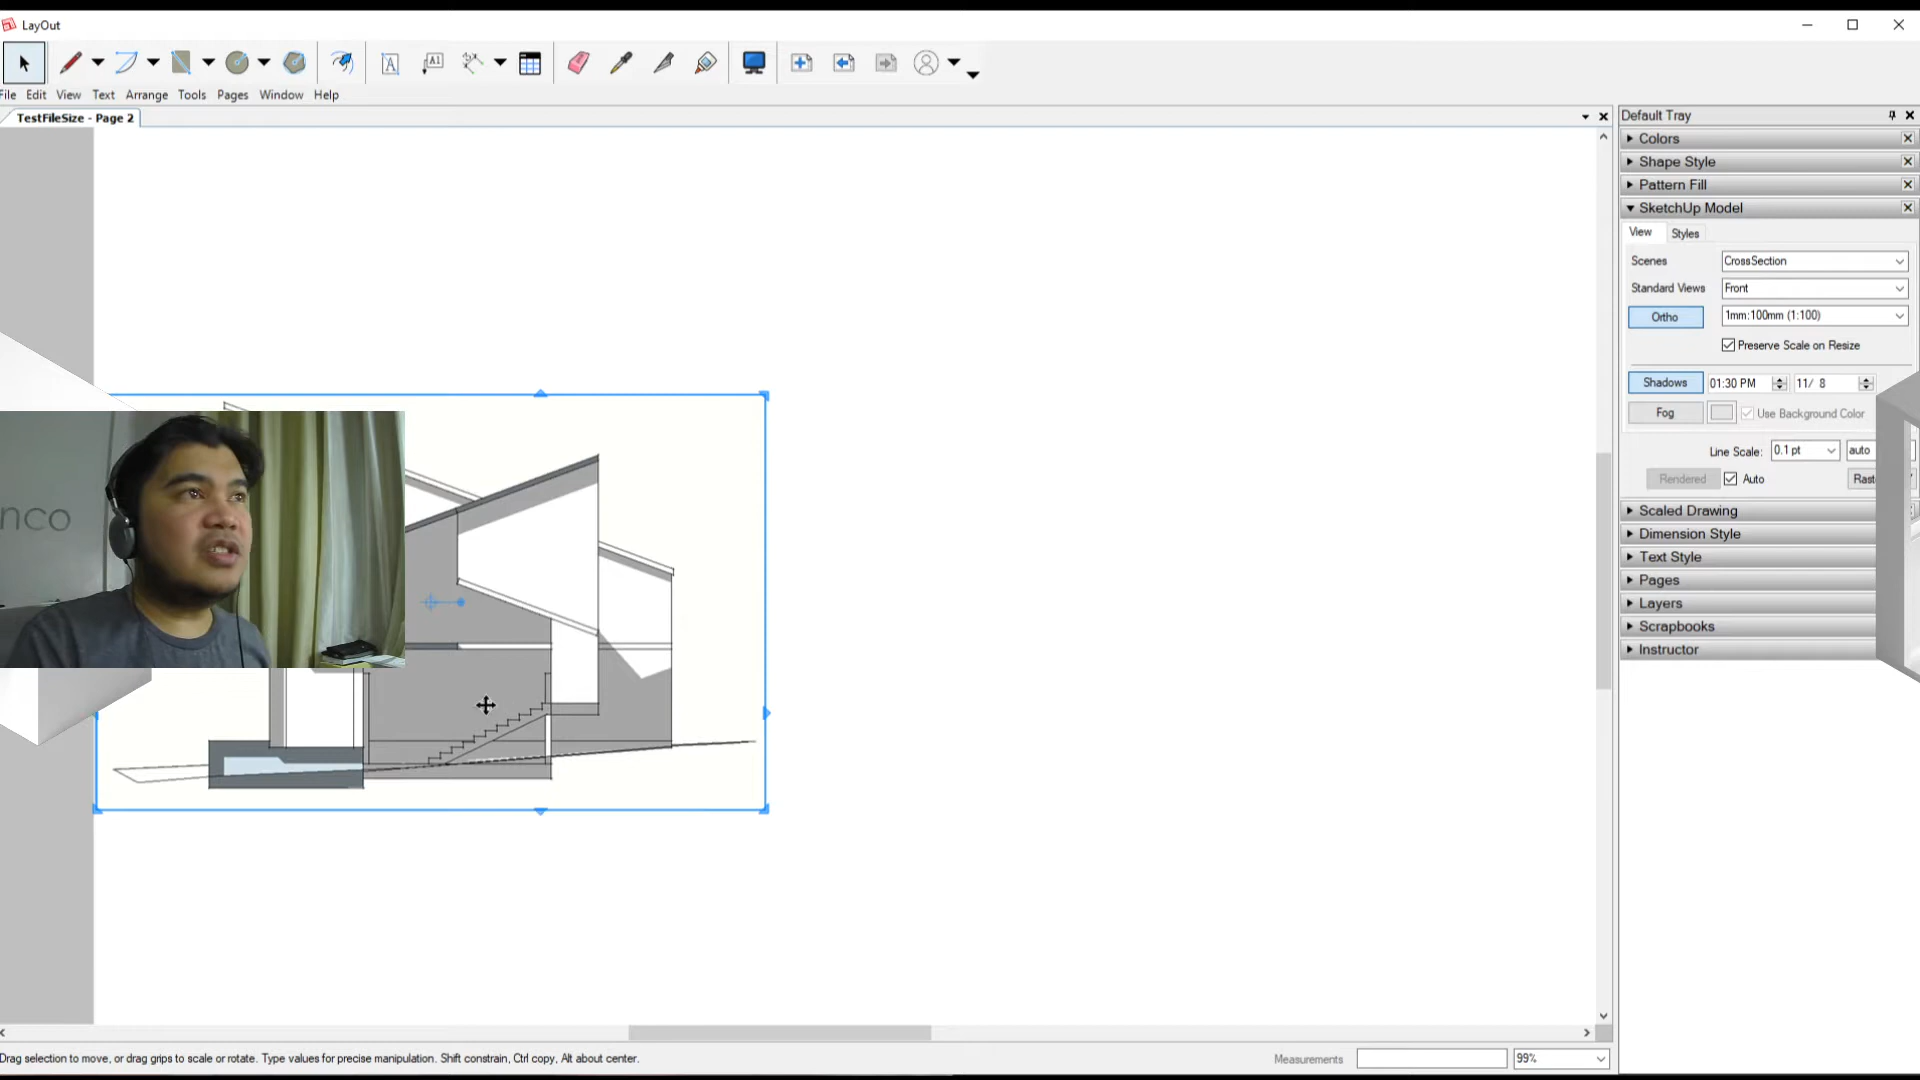 LayOut
A
A1
File Edit View Text Arrange Tools Pages Window Help
TestFileSize - Page 2
Default Tray
Colors
Shape Style
Pattern Fill
SketchUp Model
View Styles
Scenes CrossSection
Standard Views Front
Ortho 1mm:100mm (1:100)
Preserve Scale on Resize
Shadows 01:30 PM 11/ 8
Fog Use Background Color
Line Scale: 0.1 pt auto
Rendered Auto Rast
Scaled Drawing
Dimension Style
Text Style
Pages
Layers
Scrapbooks
Instructor
nco
Drag selection to move, or drag grips to scale or rotate. Type values for precise manipulation. Shift constrain, Ctrl copy, Alt about center.
Measurements 99%